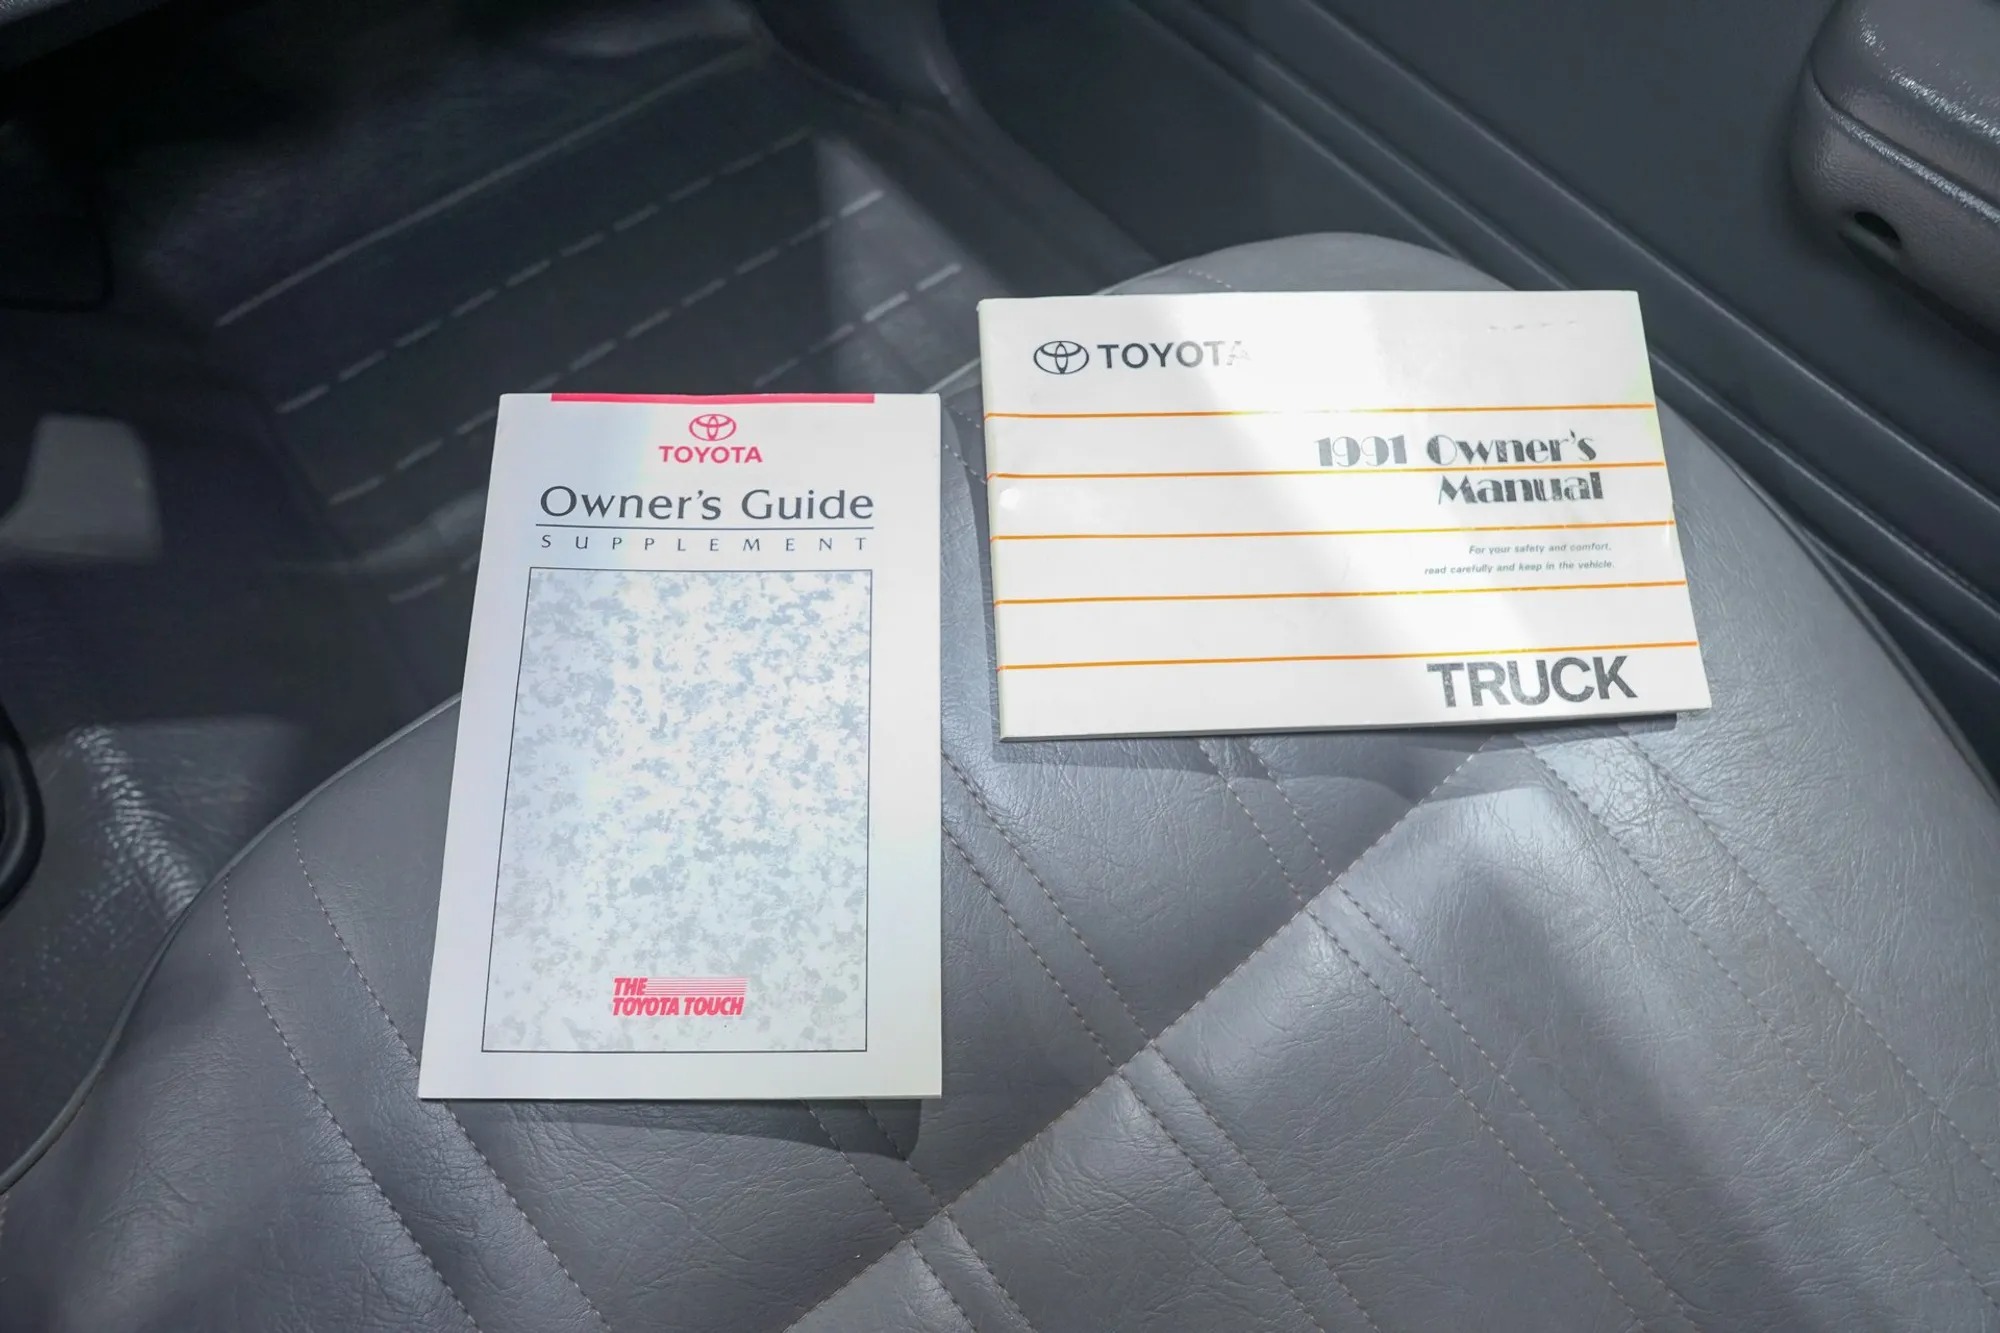 TOYOTA
Owner's Guide
SUPPLEMENT
THE
TOYOTA TOUCH
TOYOTA
1991 Owner's
Manual
For your safety and comfort,
read carefully and keep in the vehicle.
TRUCK